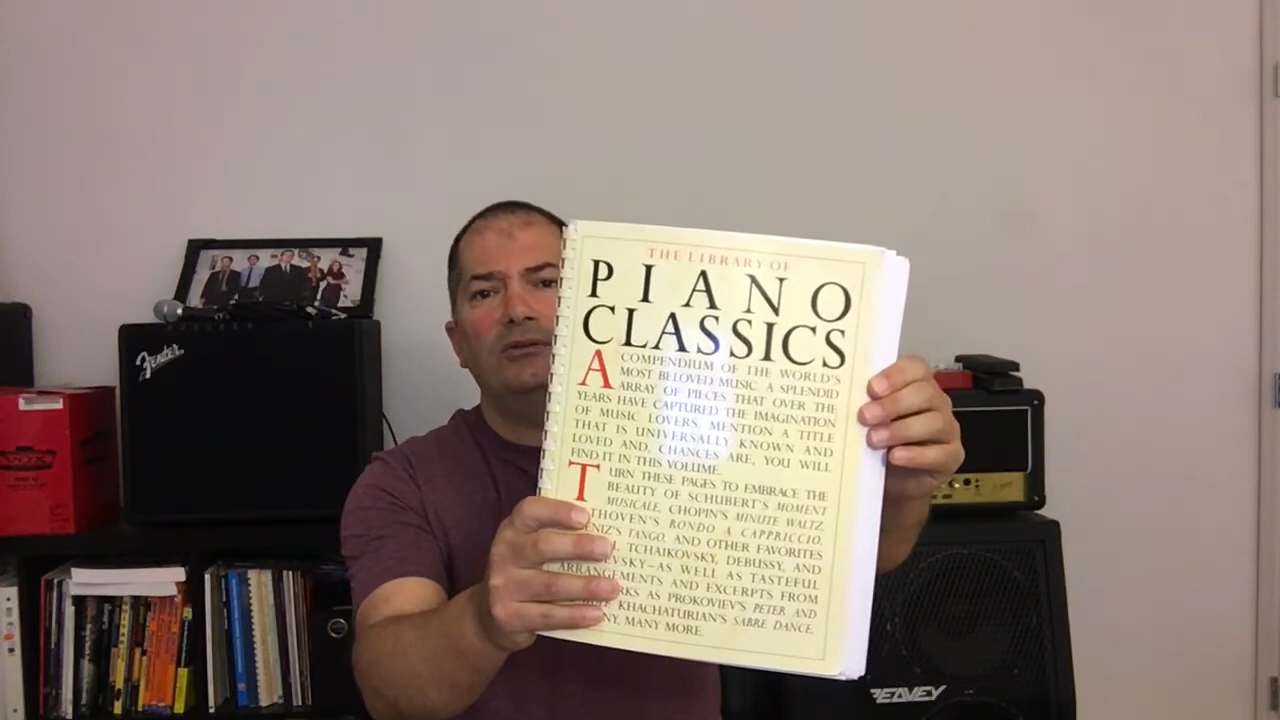 THE LIBRARY OF
PIANO
CLASSICS
A COMPENDIUM OF THE WORLD'S
MOST BELOVED MUSIC. A SPLENDID
ARRAY OF PIECES THAT OVER THE
YEARS HAVE CAPTURED THE IMAGINATION
OF MUSIC LOVERS. MENTION A TITLE
THAT IS UNIVERSALLY KNOWN AND
LOVED AND, CHANCES ARE, YOU WILL
FIND IT IN THIS VOLUME.
TURN THESE PAGES TO EMBRACE THE
BEAUTY OF SCHUBERT'S MOMENT
MUSICALE, CHOPIN'S MINUTE WALTZ,
THOVEN'S RONDO A CAPPRICCIO,
ENIZ'S TANGO, AND OTHER FAVORITES
TCHAIKOVSKY, DEBUSSY, AND
EVSKY—AS WELL AS TASTEFUL
ARRANGEMENTS AND EXCERPTS FROM
RKS AS PROKOVIEV'S PETER AND
KHACHATURIAN'S SABRE DANCE,
NY, MANY MORE.
Fender
VOX
PEAVEY